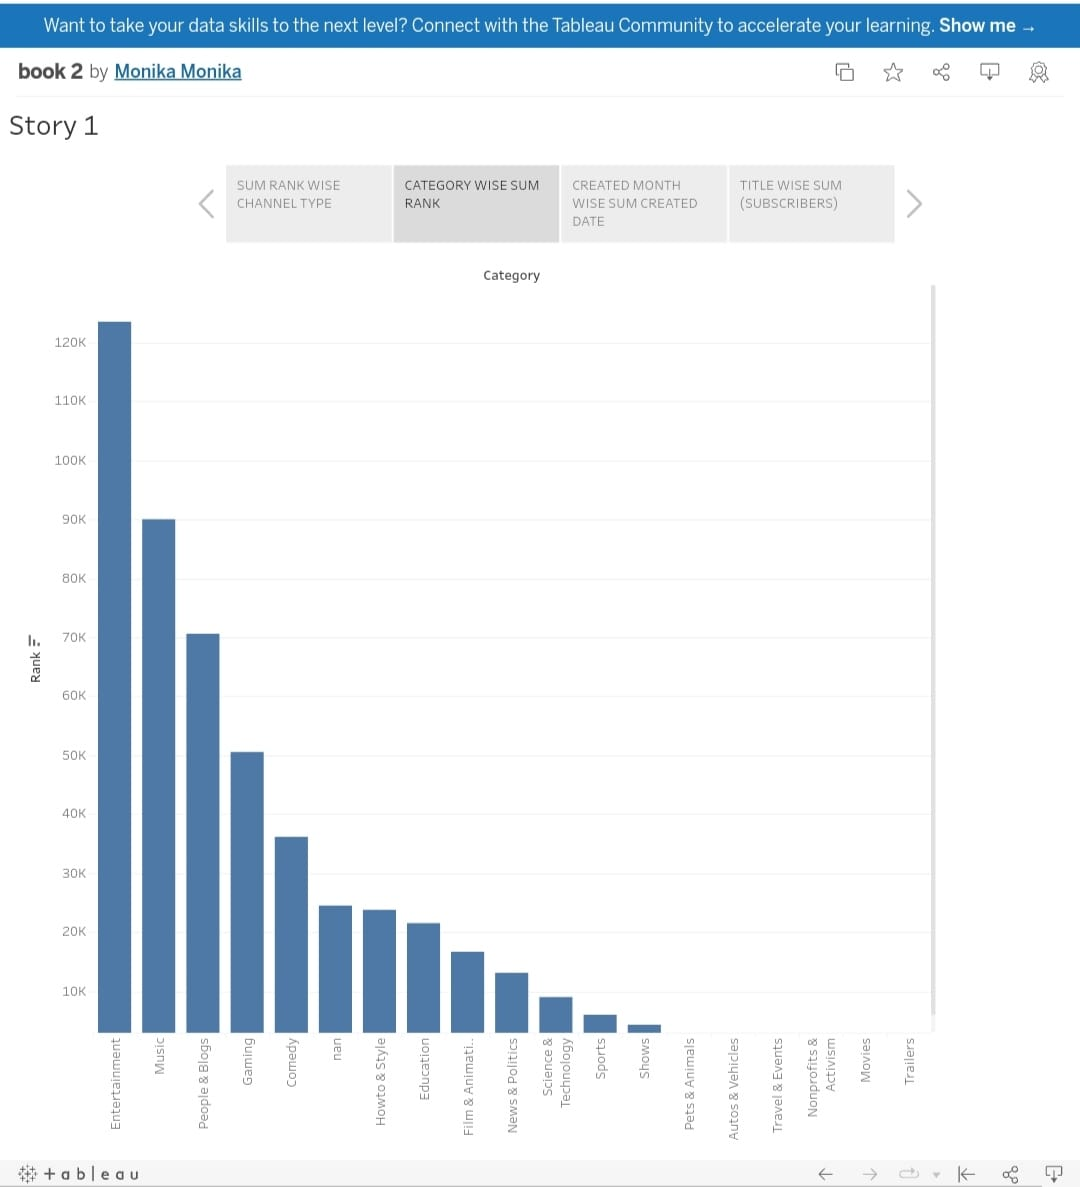 Want to take your data skills to the next level? Connect with the Tableau Community to accelerate your learning. Show me →
book 2 by Monika Monika
Story 1
SUM RANK WISE
CHANNEL TYPE
CATEGORY WISE SUM
RANK
CREATED MONTH
WISE SUM CREATED
DATE
TITLE WISE SUM
(SUBSCRIBERS)
Category
120K
110K
100K
90K
80K
70K
60K
50K
40K
30K
20K
10K
Rank
Entertainment
Music
People & Blogs
Gaming
Comedy
nan
Howto & Style
Education
Film & Animati..
News & Politics
Science &
Technology
Sports
Shows
Pets & Animals
Autos & Vehicles
Travel & Events
Nonprofits &
Activism
Movies
Trailers
+ableau